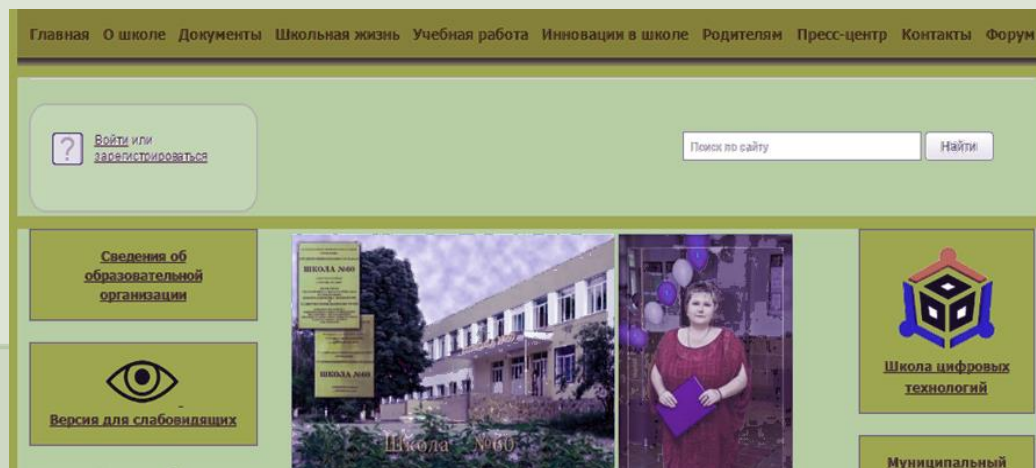 Главная О школе Документы Школьная жизнь Учебная работа Инновации в школе Родителям Пресс-центр Контакты Форум
?
Войти или
зарегистрироваться
Поиск по сайту
Найти
Сведения об
образовательной
организации
Версия для слабовидящих
ШКОЛА №60
ШКОЛА №60
Школа №60
Школа цифровых
технологий
Муниципальный